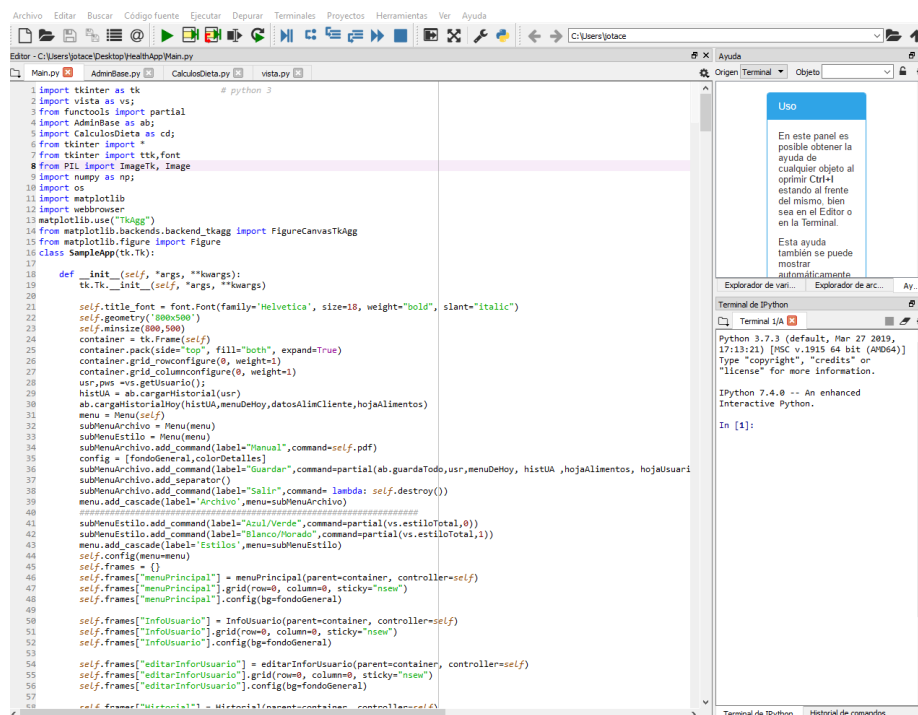 Archivo Editar Buscar Código fuente Ejecutar Depurar Terminales Proyectos Herramientas Ver Ayuda
C:\Users\jotace
Editor - C:\Users\jotace\Desktop\HealthApp\Main.py
Main.py AdminBase.py CalculosDieta.py vista.py
1 import tkinter as tk # python 3
2 import vista as vs;
3 from functools import partial
4 import AdminBase as ab;
5 import CalculosDieta as cd;
6 from tkinter import *
7 from tkinter import ttk,font
8 from PIL import ImageTk, Image
9 import numpy as np;
10 import os
11 import matplotlib
12 import webbrowser
13 matplotlib.use("TkAgg")
14 from matplotlib.backends.backend_tkagg import FigureCanvasTkAgg
15 from matplotlib.figure import Figure
16 class SampleApp(tk.Tk):
17
18 def __init__(self, *args, **kwargs):
19 tk.Tk.__init__(self, *args, **kwargs)
20
21 self.title_font = font.Font(family='Helvetica', size=18, weight="bold", slant="italic")
22 self.geometry('800x500')
23 self.minsize(800,500)
24 container = tk.Frame(self)
25 container.pack(side="top", fill="both", expand=True)
26 container.grid_rowconfigure(0, weight=1)
27 container.grid_columnconfigure(0, weight=1)
28 usr,pws =vs.getUsuario();
29 histUA = ab.cargarHistorial(usr)
30 ab.cargaHistorialHoy(histUA,menuDeHoy,datosAlimCliente,hojaAlimentos)
31 menu = Menu(self)
32 subMenuArchivo = Menu(menu)
33 subMenuEstilo = Menu(menu)
34 subMenuArchivo.add_command(label="Manual",command=self.pdf)
35 config = [fondoGeneral,colorDetalles]
36 subMenuArchivo.add_command(label="Guardar",command=partial(ab.guardaTodo,usr,menuDeHoy, histUA ,hojaAlimentos, hojaUsuari
37 subMenuArchivo.add_separator()
38 subMenuArchivo.add_command(label="Salir",command= lambda: self.destroy())
39 menu.add_cascade(label='Archivo',menu=subMenuArchivo)
40 ##################################################################
41 subMenuEstilo.add_command(label="Azul/Verde",command=partial(vs.estiloTotal,0))
42 subMenuEstilo.add_command(label="Blanco/Morado",command=partial(vs.estiloTotal,1))
43 menu.add_cascade(label='Estilos',menu=subMenuEstilo)
44 self.config(menu=menu)
45 self.frames = {}
46 self.frames["menuPrincipal"] = menuPrincipal(parent=container, controller=self)
47 self.frames["menuPrincipal"].grid(row=0, column=0, sticky="nsew")
48 self.frames["menuPrincipal"].config(bg=fondoGeneral)
49
50 self.frames["InfoUsuario"] = InfoUsuario(parent=container, controller=self)
51 self.frames["InfoUsuario"].grid(row=0, column=0, sticky="nsew")
52 self.frames["InfoUsuario"].config(bg=fondoGeneral)
53
54 self.frames["editarInforUsuario"] = editarInforUsuario(parent=container, controller=self)
55 self.frames["editarInforUsuario"].grid(row=0, column=0, sticky="nsew")
56 self.frames["editarInforUsuario"].config(bg=fondoGeneral)
57
58 self.frames["Historial"] = Historial(parent=container, controller=self)
Ayuda
Origen Terminal Objeto
Uso
En este panel es
posible obtener la
ayuda de
cualquier objeto al
oprimir Ctrl+I
estando al frente
del mismo, bien
sea en el Editor o
en la Terminal.
Esta ayuda
también se puede
mostrar
automáticamente
Explorador de vari... Explorador de arc... Ay..
Terminal de IPython
Terminal 1/A
Python 3.7.3 (default, Mar 27 2019,
17:13:21) [MSC v.1915 64 bit (AMD64)]
Type "copyright", "credits" or
"license" for more information.
IPython 7.4.0 -- An enhanced
Interactive Python.
In [1]:
Terminal de IPython Historial de comandos